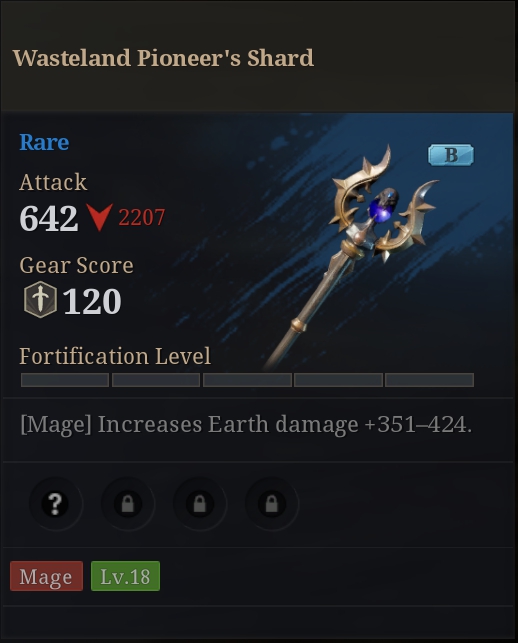 Wasteland Pioneer's Shard
Rare
B
Attack
642 2207
Gear Score
120
Fortification Level
[Mage] Increases Earth damage +351–424.
?
Mage Lv.18